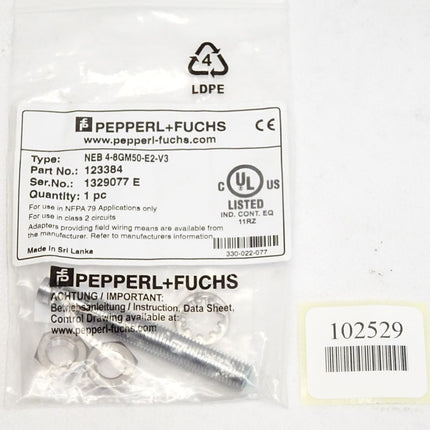 4
LDPE
PEPPERL+FUCHS
CE
www.pepperl-fuchs.com
Type: NEB 4-8GM50-E2-V3
Part No.: 123384
Ser.No.: 1329077 E
Quantity: 1 pc
C UL US
LISTED
IND. CONT. EQ
11RZ
For use in NFPA 79 Applications only
For use in class 2 circuits
Adapters providing field wiring means are available from
the manufacturer. Refer to manufacturers information
Made in Sri Lanka
330-022-077
PEPPERL+FUCHS
ACHTUNG / IMPORTANT:
Betriebsanleitung / Instruction, Data Sheet,
Control Drawing available at:
www.pepperl-fuchs.com
102529